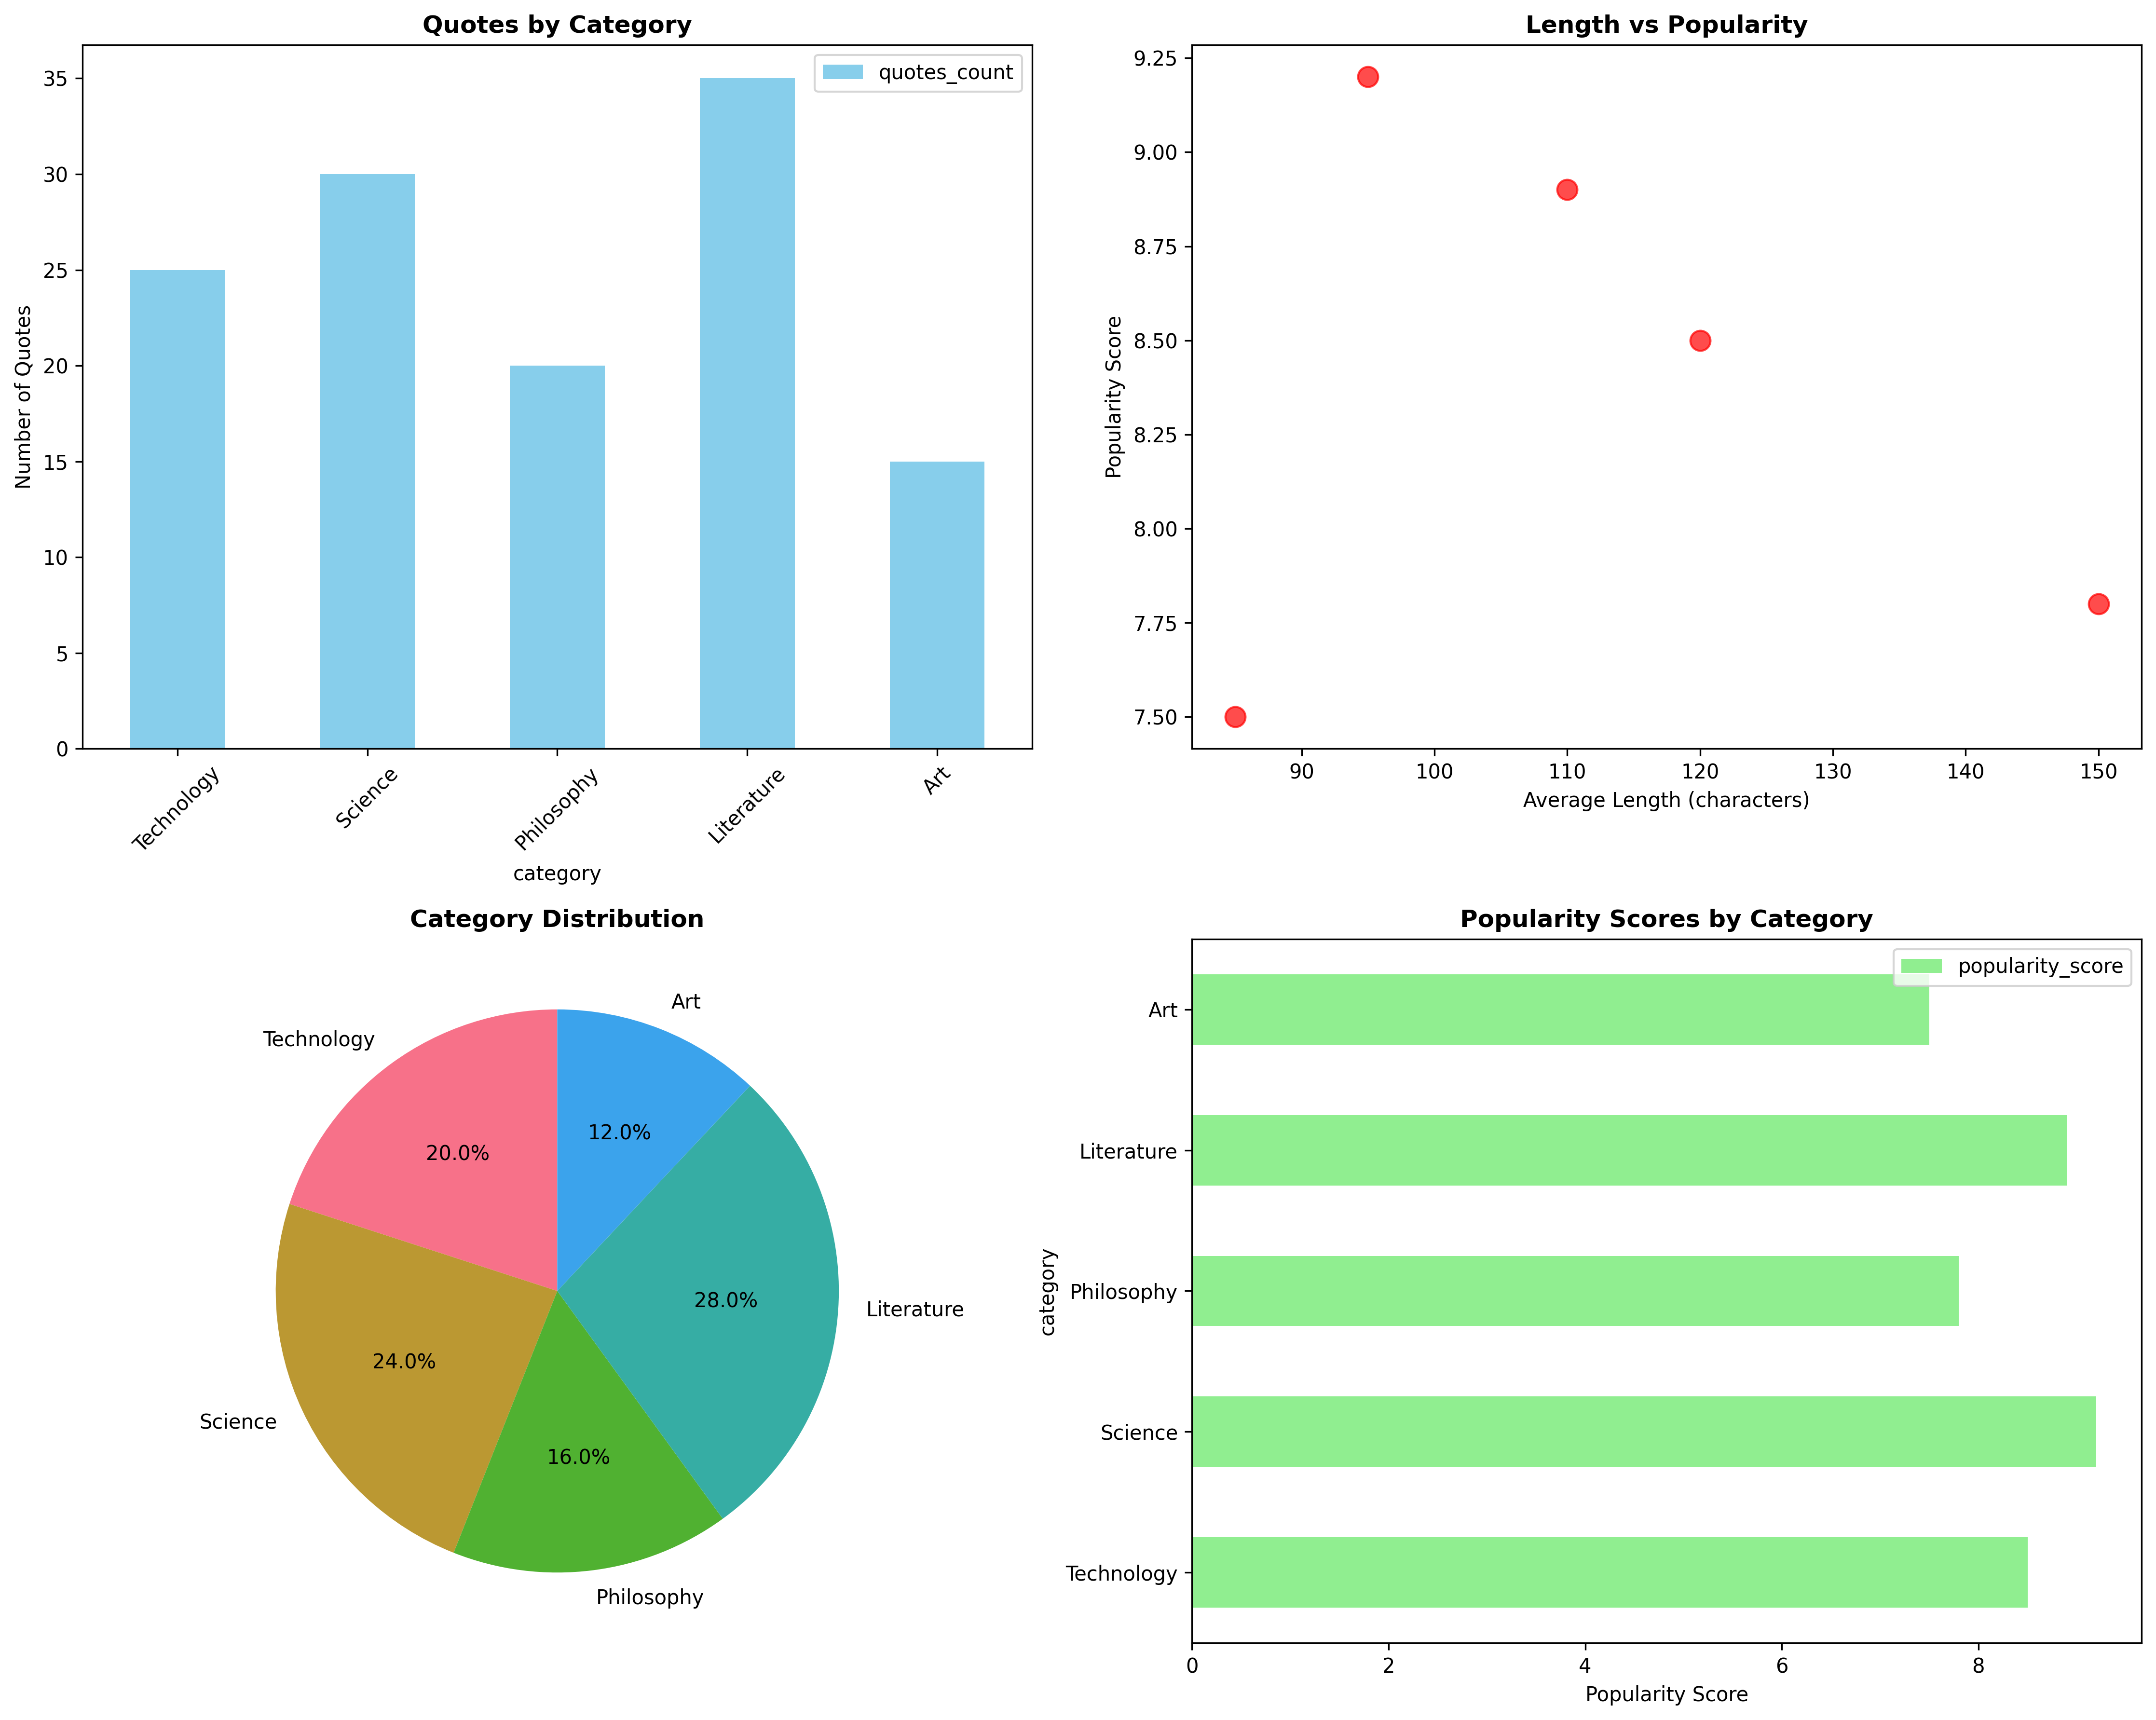 Quotes by Category
quotes_count
35
30
25
20
15
10
5
0
Number of Quotes
Technology
Science
Philosophy
Literature
Art
category
Length vs Popularity
9.25
9.00
8.75
8.50
8.25
8.00
7.75
7.50
Popularity Score
90 100 110 120 130 140 150
Average Length (characters)
Category Distribution
Art
Technology
12.0%
20.0%
28.0%
Literature
24.0%
Science
16.0%
Philosophy
Popularity Scores by Category
popularity_score
Art
Literature
Philosophy
Science
Technology
category
0 2 4 6 8
Popularity Score